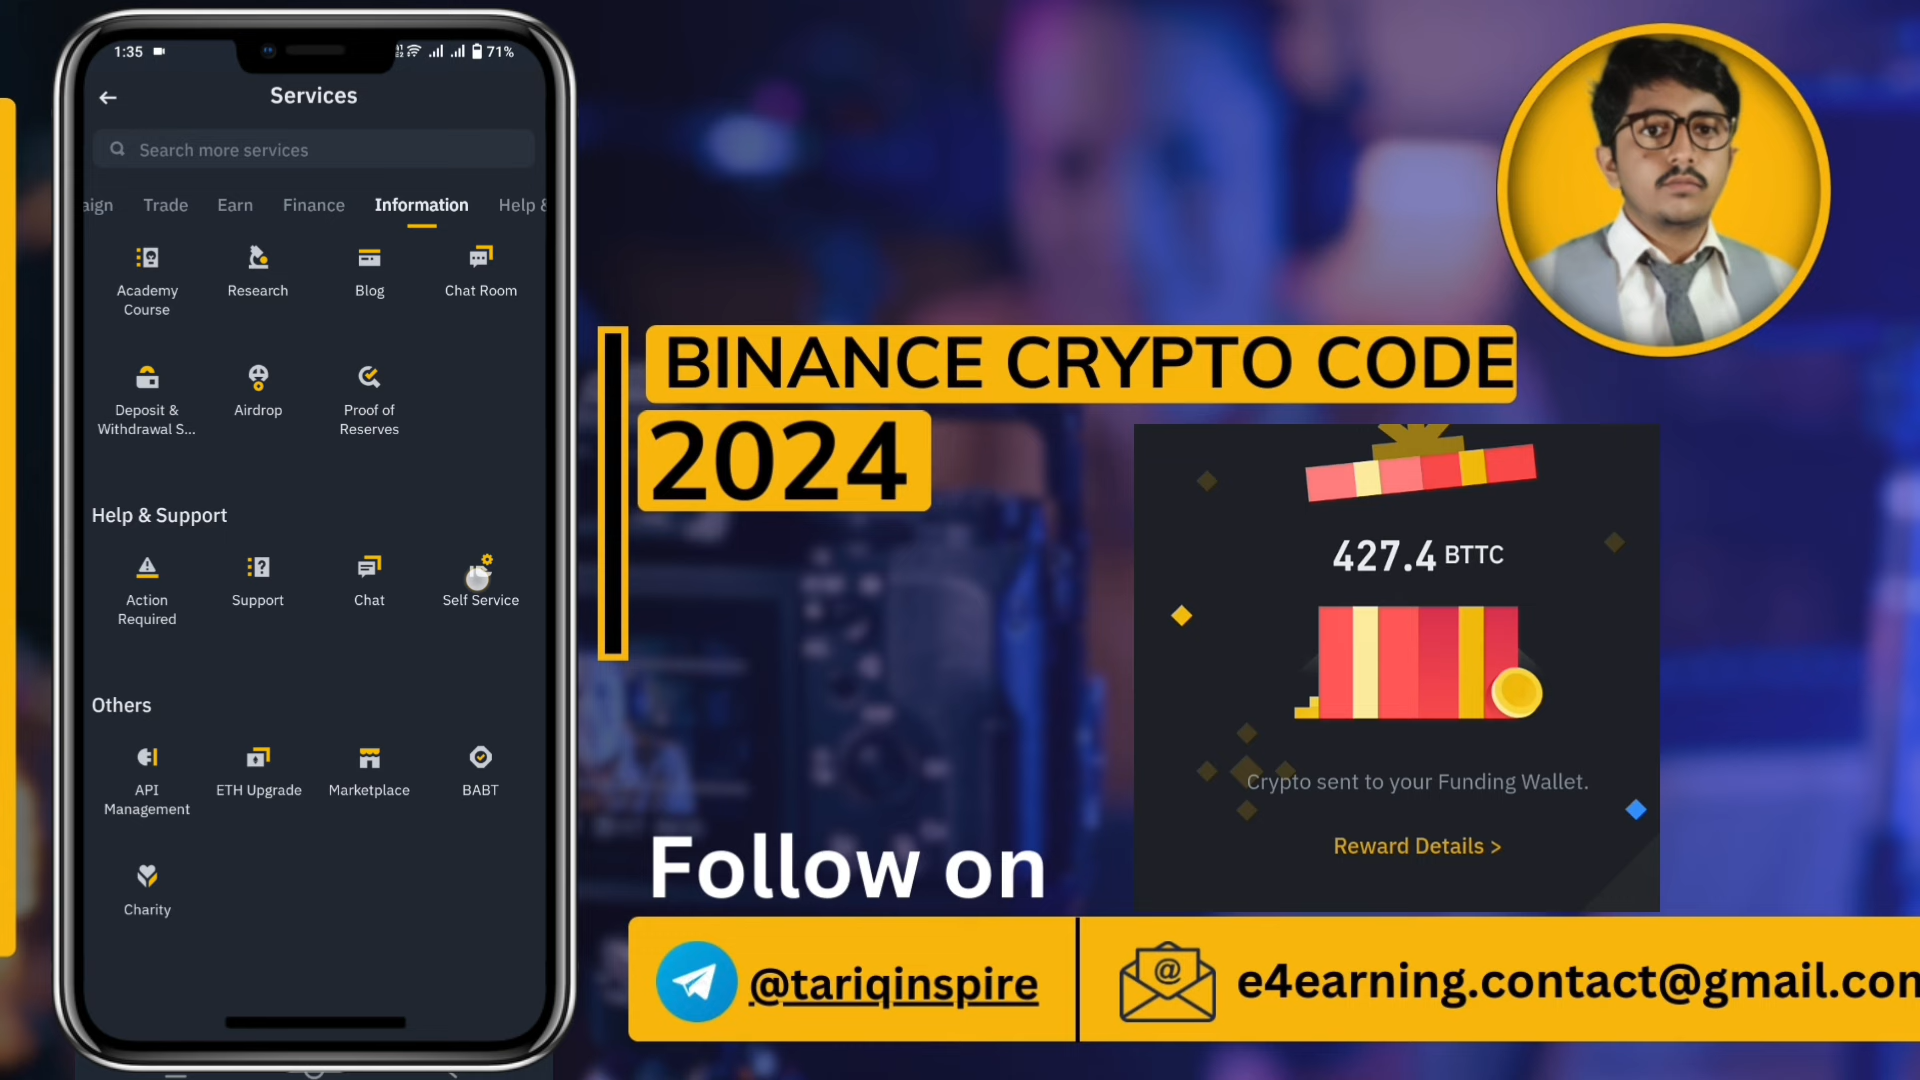 1:35
71%
Services
Search more services
aign Trade Earn Finance Information Help &
Academy Course
Research
Blog
Chat Room
Deposit & Withdrawal S...
Airdrop
Proof of Reserves
Help & Support
Action Required
Support
Chat
Self Service
Others
API Management
ETH Upgrade
Marketplace
BABT
Charity
BINANCE CRYPTO CODE
2024
427.4 BTTC
Crypto sent to your Funding Wallet.
Reward Details >
Follow on
@tariqinspire
e4earning.contact@gmail.com